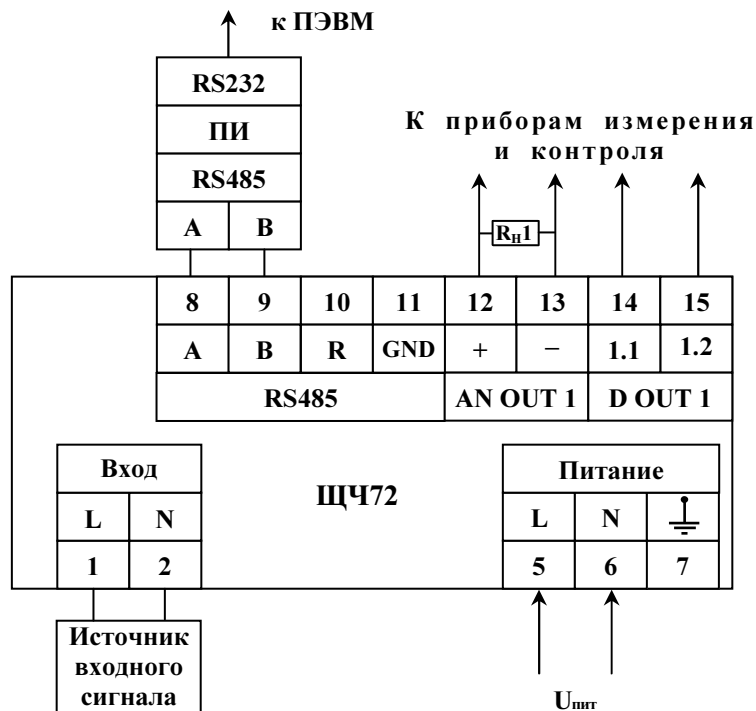 к ПЭВМ
RS232
ПИ
RS485
A B
К приборам измерения
и контроля
Rн1
8 9 10 11 12 13 14 15
A B R GND + − 1.1 1.2
RS485 AN OUT 1 D OUT 1
Вход
L N
1 2
ЩЧ72
Питание
L N
5 6 7
Источник
входного
сигнала
Uпит